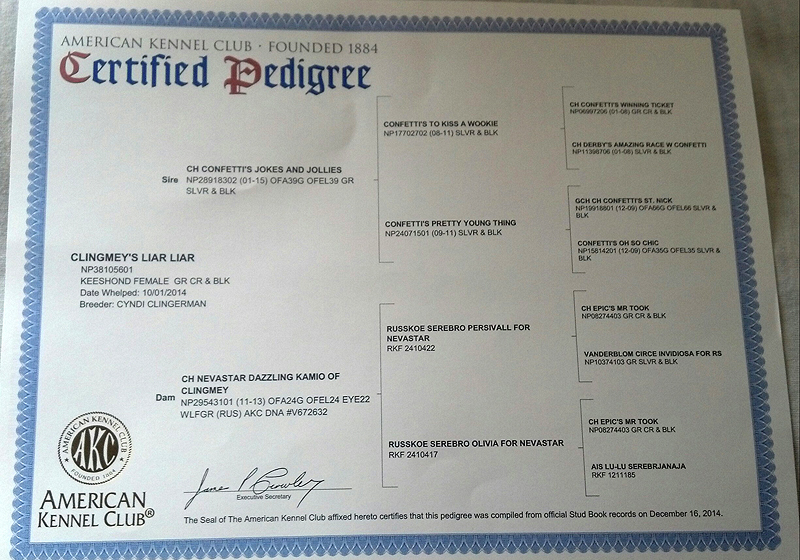 AMERICAN KENNEL CLUB · FOUNDED 1884
Certified Pedigree
CLINGMEY'S LIAR LIAR
NP38105601
KEESHOND FEMALE GR CR & BLK
Date Whelped: 10/01/2014
Breeder: CYNDI CLINGERMAN
Sire
CH CONFETTI'S JOKES AND JOLLIES
NP28918302 (01-15) OFA39G OFEL39 GR
SLVR & BLK
Dam
CH NEVASTAR DAZZLING KAMIO OF
CLINGMEY
NP29543101 (11-13) OFA24G OFEL24 EYE22
WLFGR (RUS) AKC DNA #V672632
CONFETTI'S TO KISS A WOOKIE
NP17702702 (08-11) SLVR & BLK
CONFETTI'S PRETTY YOUNG THING
NP24071501 (09-11) SLVR & BLK
RUSSKOE SEREBRO PERSIVALL FOR
NEVASTAR
RKF 2410422
RUSSKOE SEREBRO OLIVIA FOR NEVASTAR
RKF 2410417
CH CONFETTI'S WINNING TICKET
NP06997206 (01-08) GR CR & BLK
CH DERBY'S AMAZING RACE W CONFETTI
NP11398706 (01-08) SLVR & BLK
GCH CH CONFETTI'S ST. NICK
NP19918801 (12-09) OFA66G OFEL66 SLVR &
BLK
CONFETTI'S OH SO CHIC
NP15814201 (12-09) OFA35G OFEL35 SLVR &
BLK
CH EPIC'S MR TOOK
NP08274403 GR CR & BLK
VANDERBLOM CIRCE INVIDIOSA FOR RS
NP10374103 GR SLVR & BLK
CH EPIC'S MR TOOK
NP08274403 GR CR & BLK
AIS LU-LU SEREBRJANAJA
RKF 1211185
AMERICAN KENNEL CLUB
AKC
FOUNDED 1884
AMERICAN
KENNEL CLUB®
Executive Secretary
The Seal of The American Kennel Club affixed hereto certifies that this pedigree was compiled from official Stud Book records on December 16, 2014.